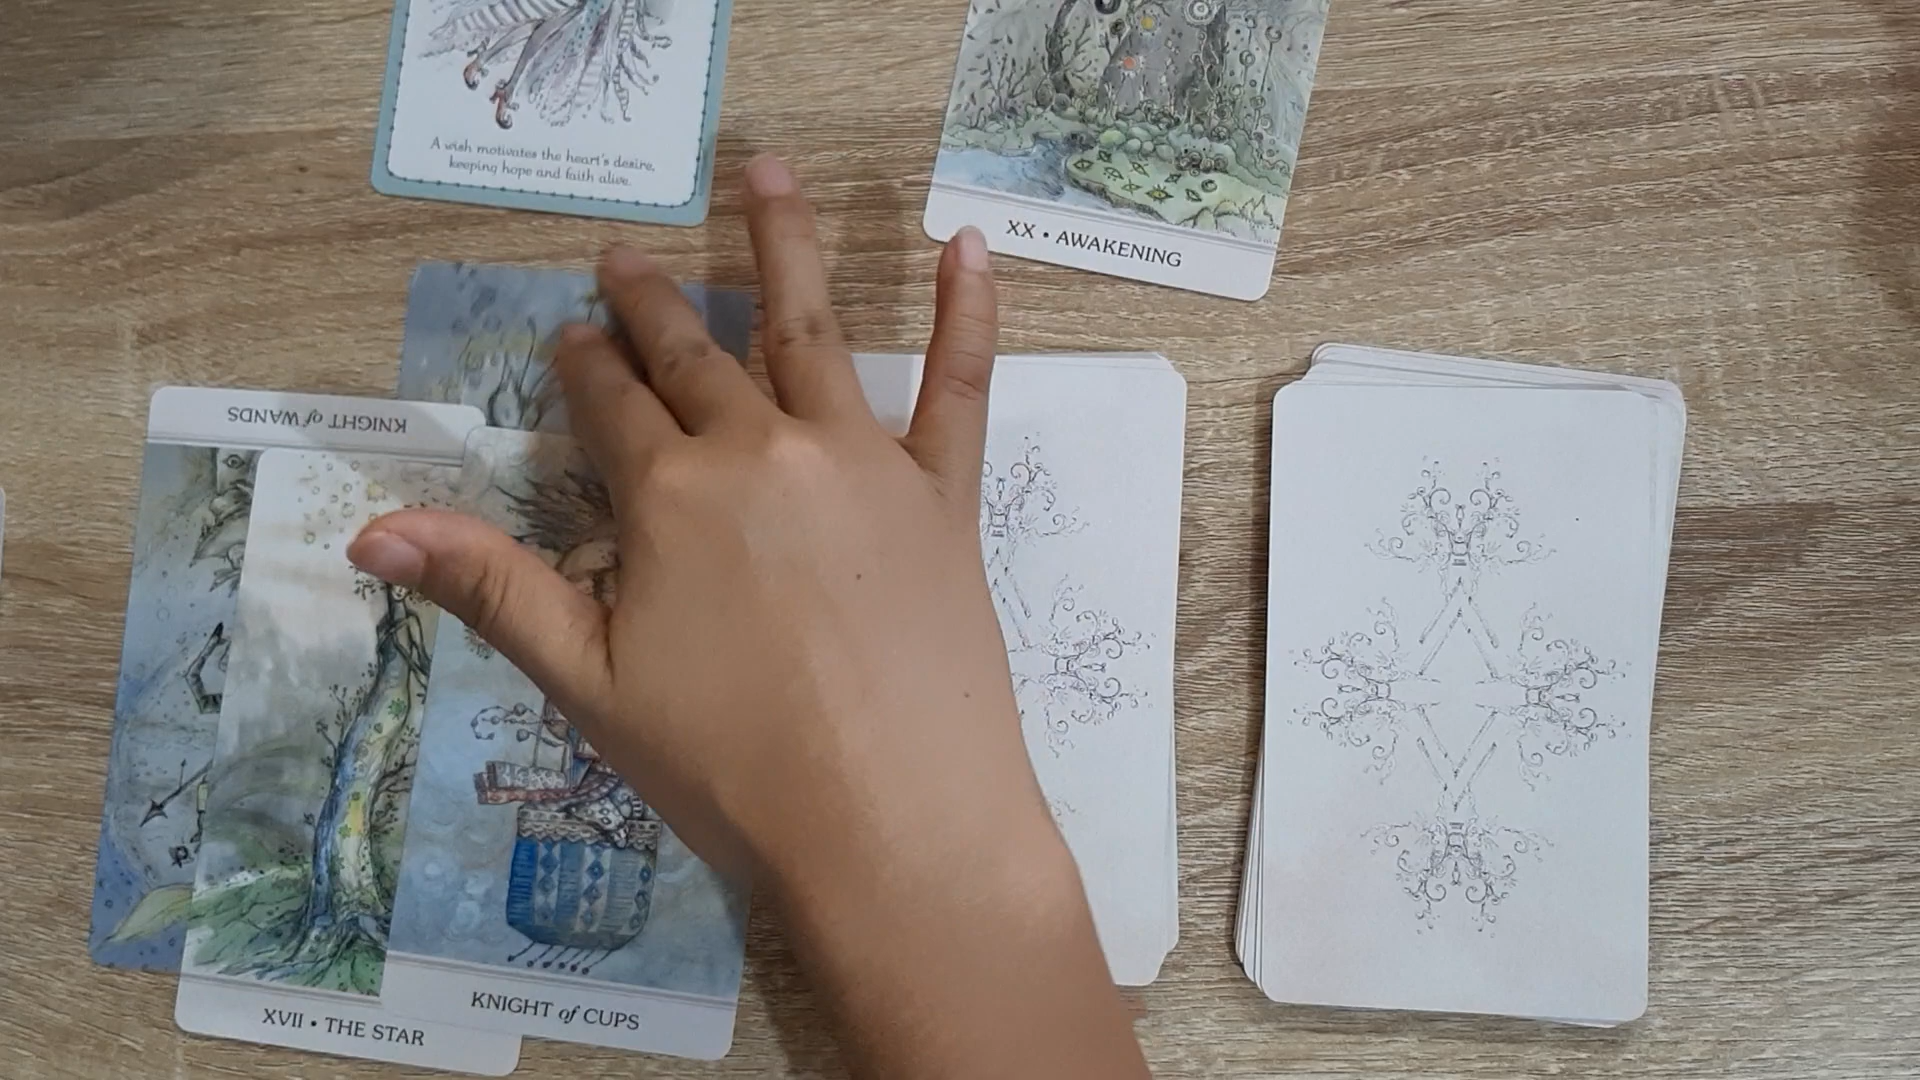 A wish motivates the heart's desire,
keeping hope and faith alive.
XX • AWAKENING
KNIGHT of WANDS
XVII • THE STAR
KNIGHT of CUPS